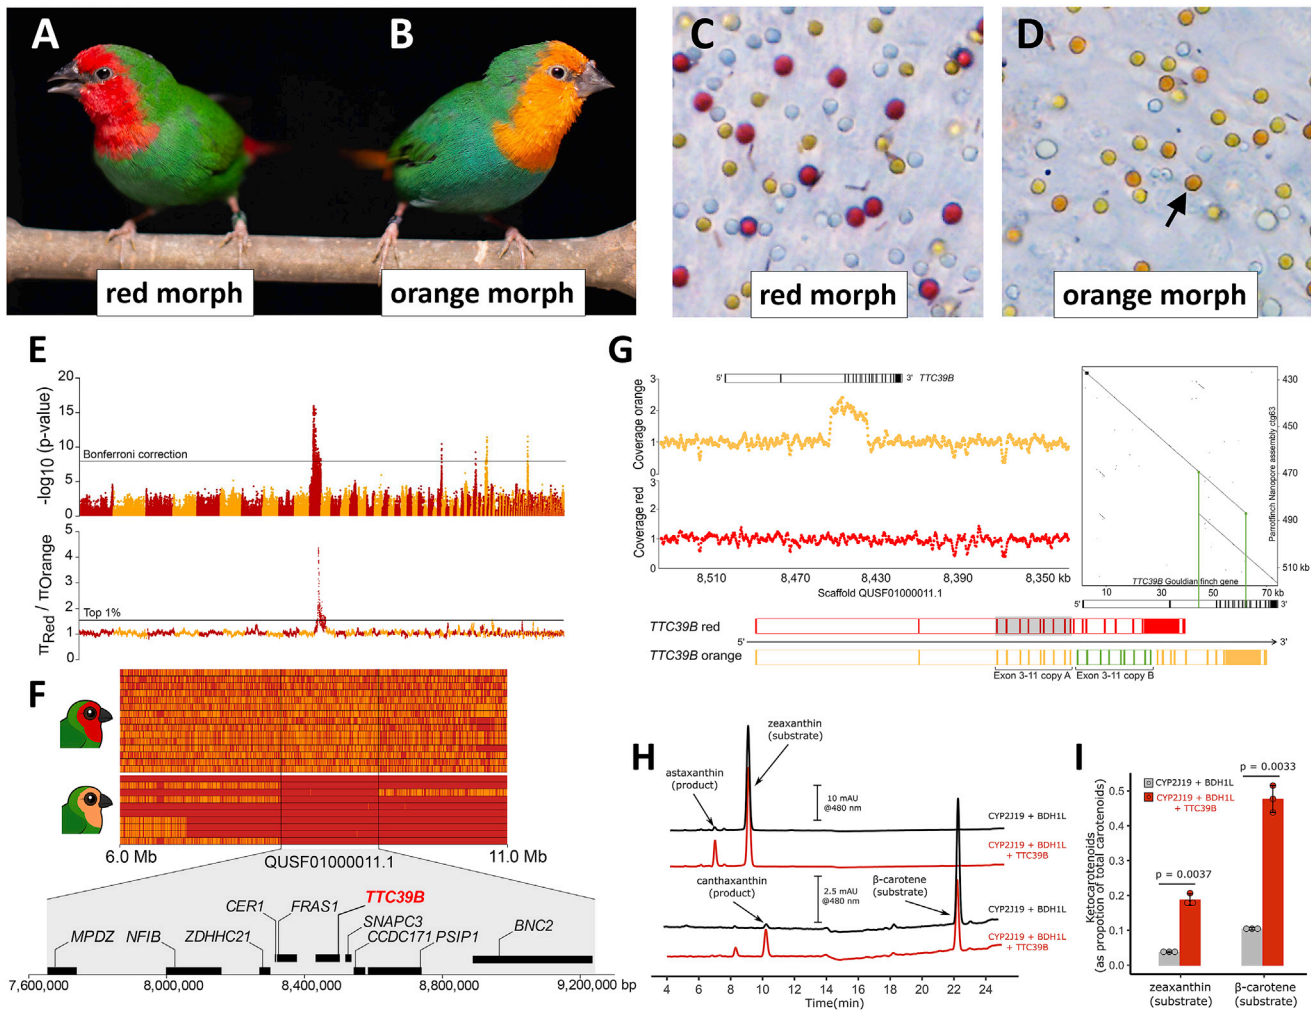 A
B
red morph
orange morph
C
D
red morph
orange morph
E
20
15
10
5
0
-log10 (p-value)
Bonferroni correction
5
4
3
2
1
0
πRed / πOrange
Top 1%
F
6.0 Mb
QUSF01000011.1
11.0 Mb
TTC39B
CER1
FRAS1
SNAPC3
MPDZ
NFIB
ZDHHC21
CCDC171
PSIP1
BNC2
7,600,000
8,000,000
8,400,000
8,800,000
9,200,000 bp
G
5'
3'
TTC39B
Coverage orange
3
2
1
0
Coverage red
3
2
1
0
8,510
8,470
8,430
8,390
8,350 kb
Scaffold QUSF01000011.1
430
450
470
490
510 kb
Parrotfinch Nanopore assembly ctg63
TTC39B Gouldian finch gene
10
30
50
70 kb
5'
3'
TTC39B red
5'
3'
TTC39B orange
Exon 3-11 copy A
Exon 3-11 copy B
H
zeaxanthin
(substrate)
astaxanthin
(product)
10 mAU
@480 nm
CYP2J19 + BDH1L
CYP2J19 + BDH1L
+ TTC39B
canthaxanthin
(product)
2.5 mAU
@480 nm
β-carotene
(substrate)
CYP2J19 + BDH1L
CYP2J19 + BDH1L
+ TTC39B
4
6
8
10
12
14
16
18
20
22
24
Time(min)
I
Ketocarotenoids
(as propotion of total carotenoids)
0.5
0.4
0.3
0.2
0.1
0.0
CYP2J19 + BDH1L
CYP2J19 + BDH1L
+ TTC39B
p = 0.0033
p = 0.0037
zeaxanthin
(substrate)
β-carotene
(substrate)